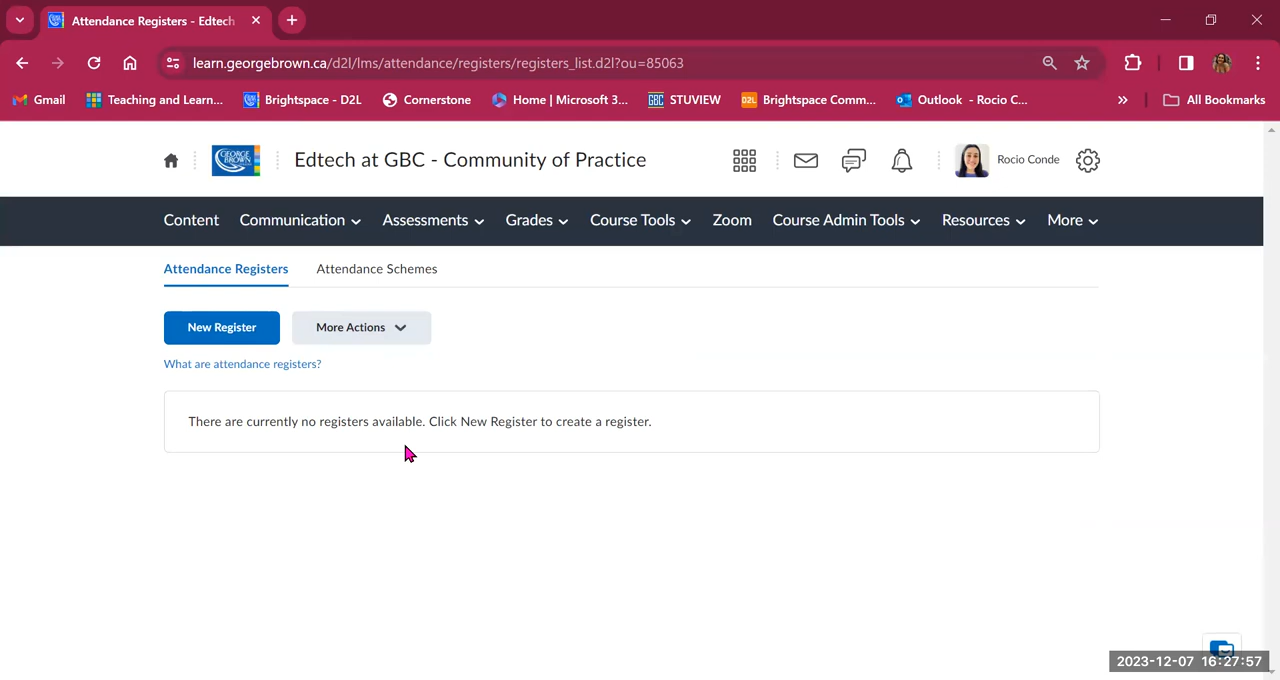 Attendance Registers - Edtech
learn.georgebrown.ca/d2l/lms/attendance/registers/registers_list.d2l?ou=85063
Gmail Teaching and Learn... Brightspace - D2L Cornerstone Home | Microsoft 3... GBC STUVIEW D2L Brightspace Comm... Outlook - Rocio C... » All Bookmarks
GEORGE BROWN Edtech at GBC - Community of Practice Rocio Conde
Content Communication Assessments Grades Course Tools Zoom Course Admin Tools Resources More
Attendance Registers Attendance Schemes
New Register More Actions
What are attendance registers?
There are currently no registers available. Click New Register to create a register.
2023-12-07 16:27:57